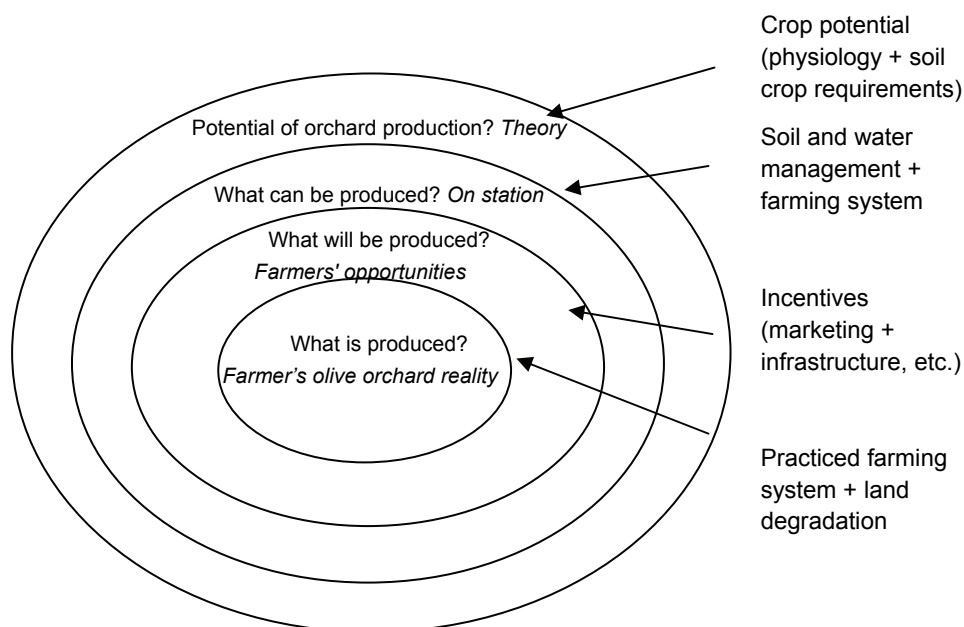 Crop potential
(physiology + soil
crop requirements)
Potential of orchard production? Theory
Soil and water
management +
farming system
What can be produced? On station
What will be produced?
Farmers' opportunities
Incentives
(marketing +
infrastructure, etc.)
What is produced?
Farmer’s olive orchard reality
Practiced farming
system + land
degradation